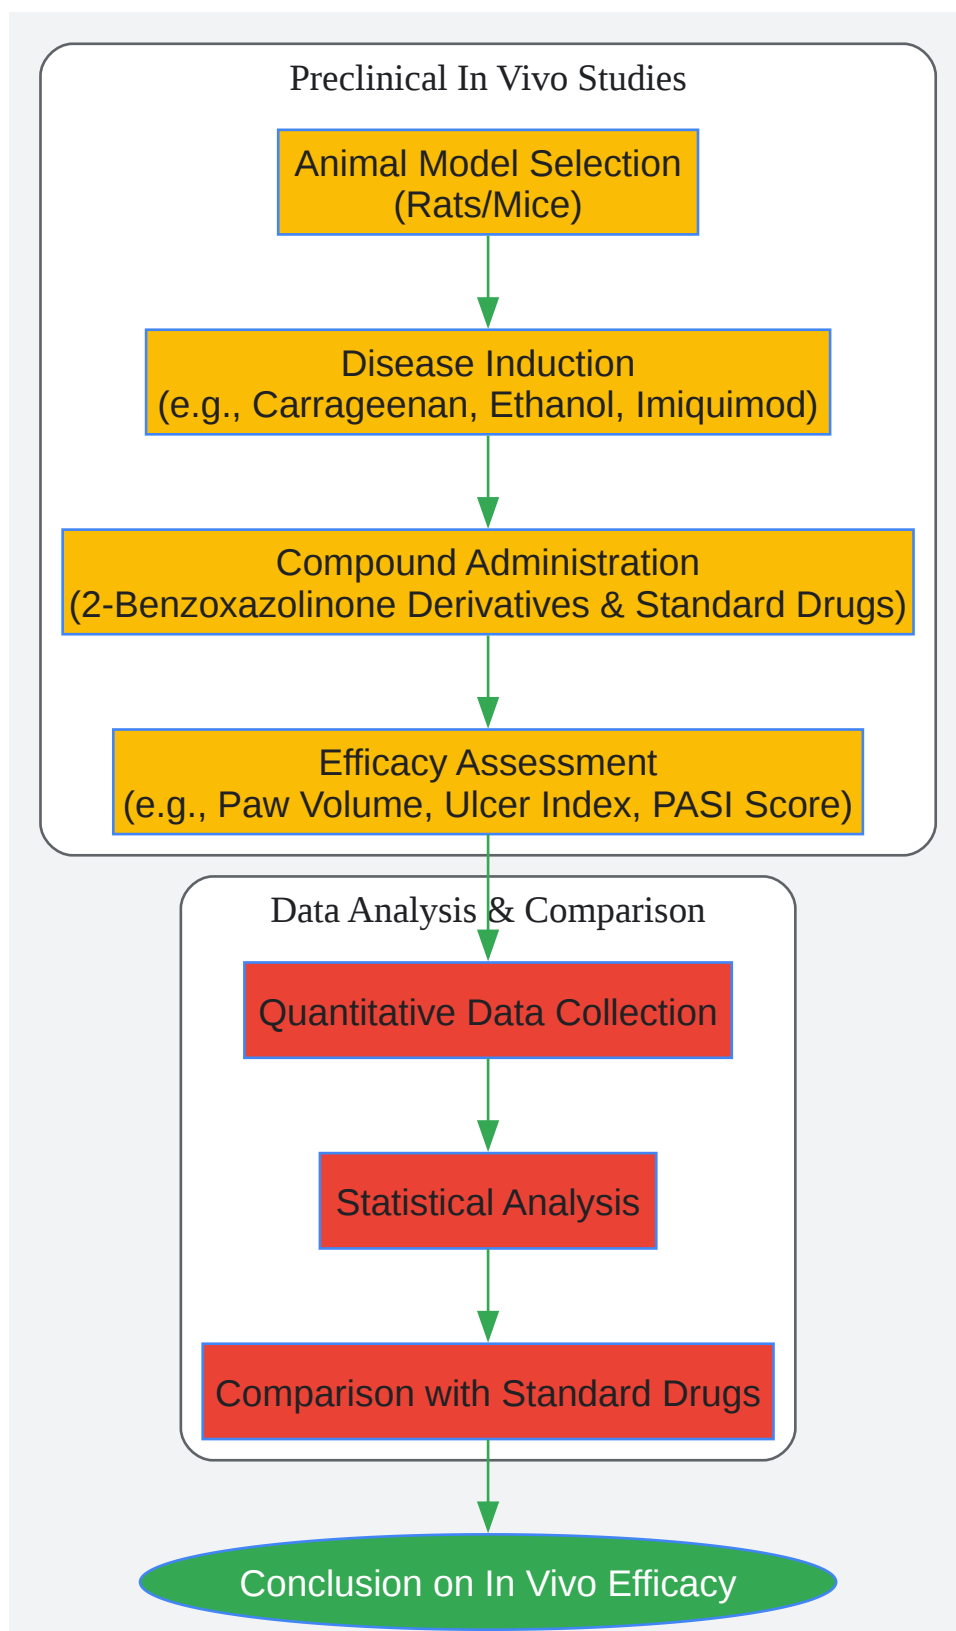 Preclinical In Vivo Studies
Animal Model Selection
(Rats/Mice)
Disease Induction
(e.g., Carrageenan, Ethanol, Imiquimod)
Compound Administration
(2-Benzoxazolinone Derivatives & Standard Drugs)
Efficacy Assessment
(e.g., Paw Volume, Ulcer Index, PASI Score)
Data Analysis & Comparison
Quantitative Data Collection
Statistical Analysis
Comparison with Standard Drugs
Conclusion on In Vivo Efficacy